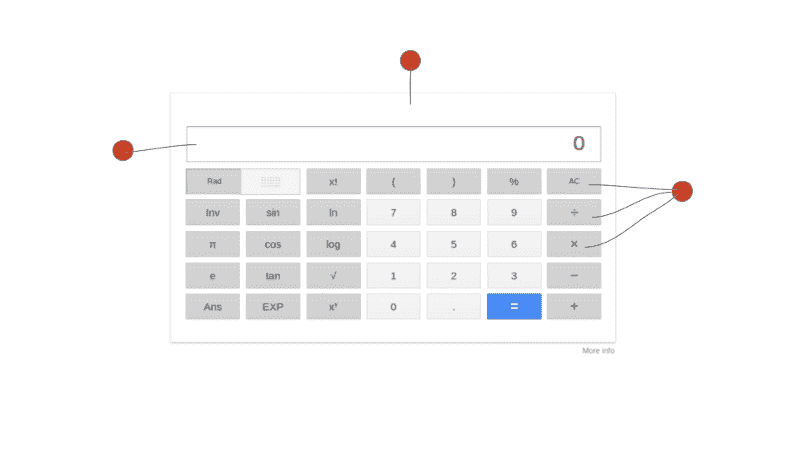 0
Rad x! ( ) % AC
Inv sin ln 7 8 9 ÷
π cos log 4 5 6 ×
e tan √ 1 2 3 −
Ans EXP xʸ 0 . = +
More info